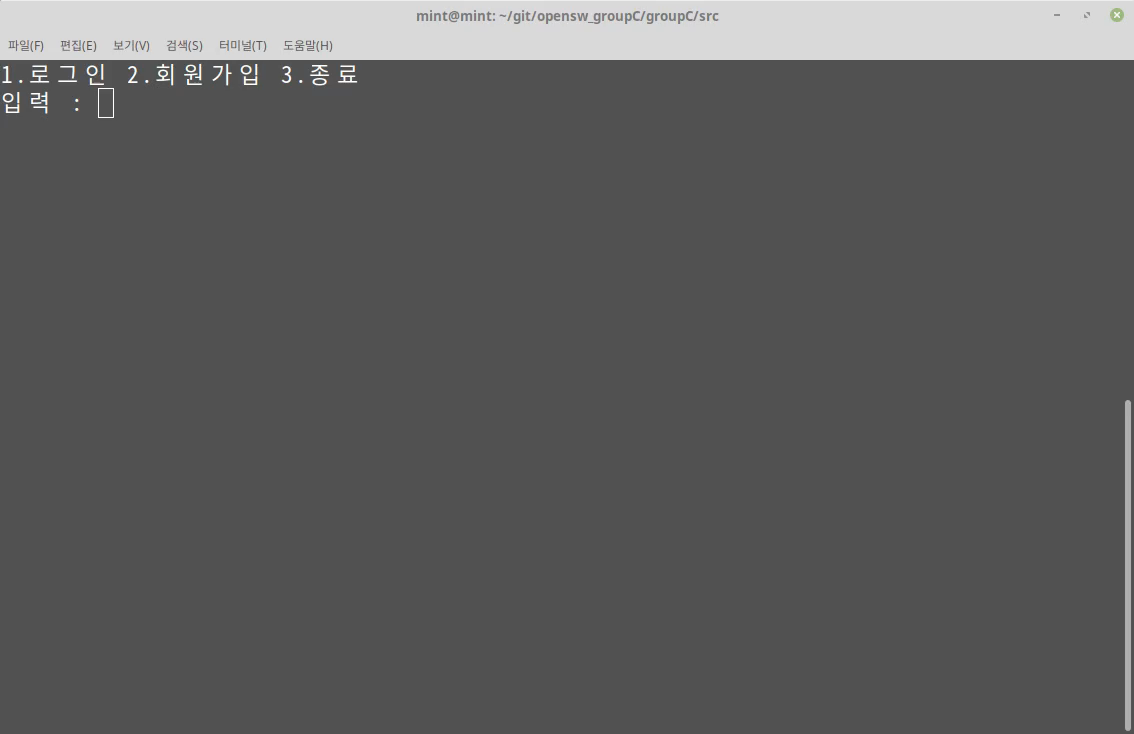 mint@mint: ~/git/opensw_groupC/groupC/src
파일(F) 편집(E) 보기(V) 검색(S) 터미널(T) 도움말(H)
1.로그인 2.회원가입 3.종료
입력 :